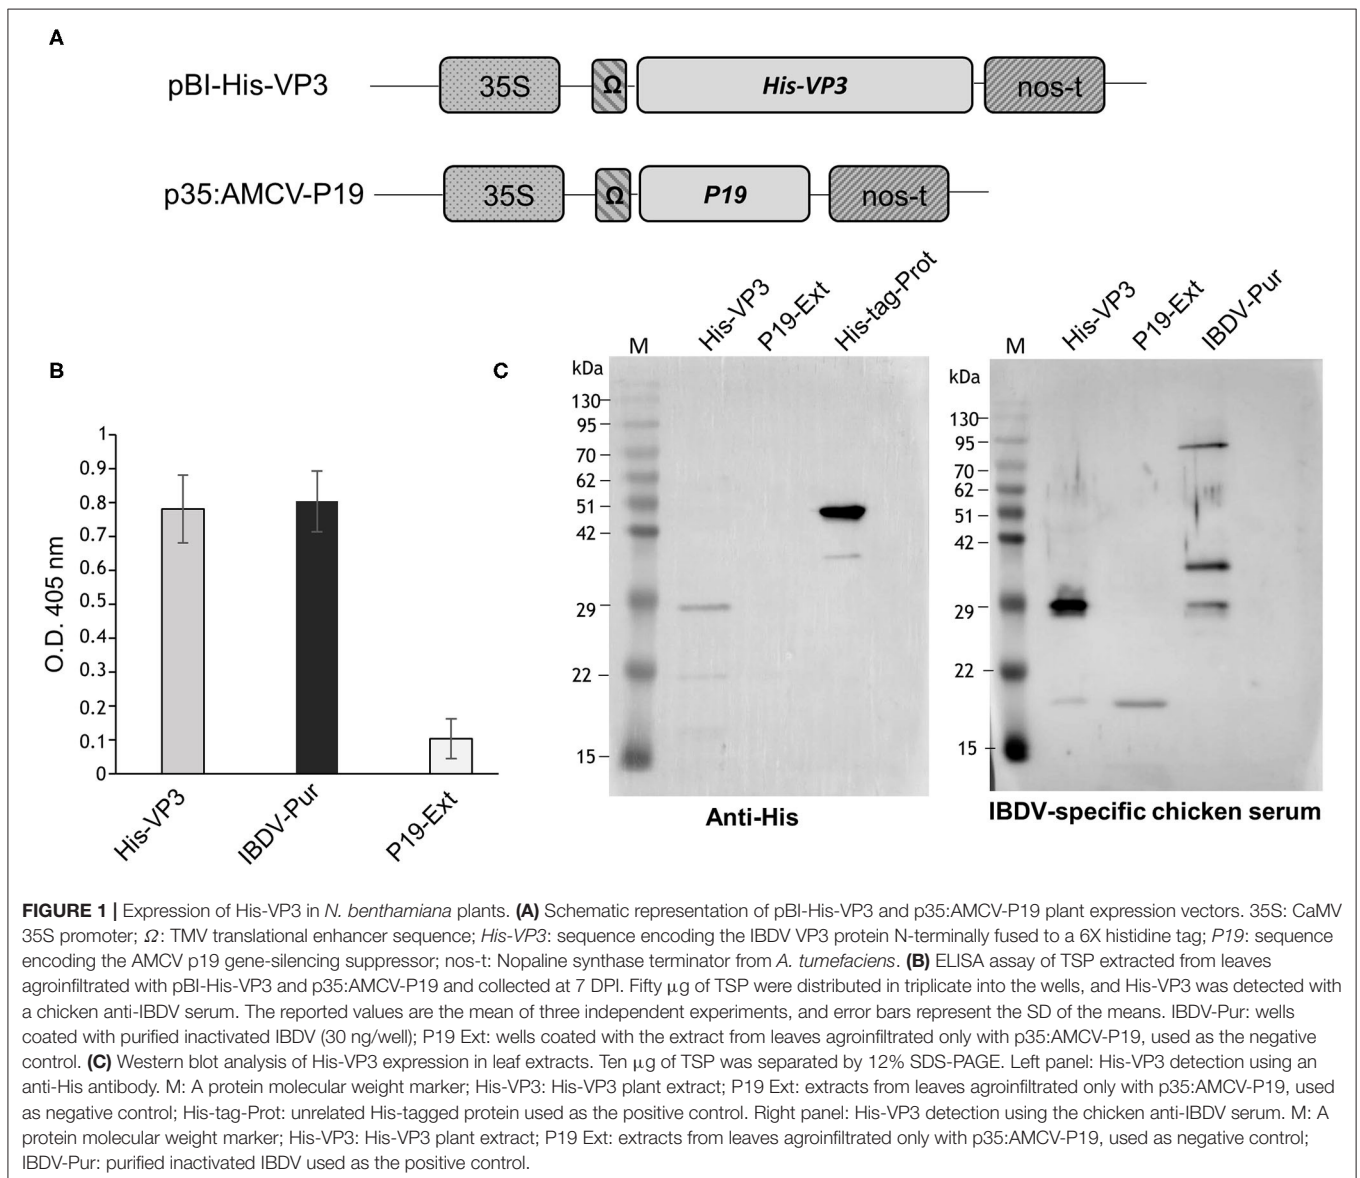 A
pBI-His-VP3 35S Ω His-VP3 nos-t
p35:AMCV-P19 35S Ω P19 nos-t
B
1
0.9
0.8
0.7
0.6
0.5
0.4
0.3
0.2
0.1
0
O.D. 405 nm
His-VP3 IBDV-Pur P19-Ext
C
M His-VP3 P19-Ext His-tag-Prot
kDa
130
95
70
62
51
42
29
22
15
Anti-His
M His-VP3 P19-Ext IBDV-Pur
kDa
130
95
70
62
51
42
29
22
15
IBDV-specific chicken serum
FIGURE 1 | Expression of His-VP3 in N. benthamiana plants. (A) Schematic representation of pBI-His-VP3 and p35:AMCV-P19 plant expression vectors. 35S: CaMV
35S promoter; Ω: TMV translational enhancer sequence; His-VP3: sequence encoding the IBDV VP3 protein N-terminally fused to a 6X histidine tag; P19: sequence
encoding the AMCV p19 gene-silencing suppressor; nos-t: Nopaline synthase terminator from A. tumefaciens. (B) ELISA assay of TSP extracted from leaves
agroinfiltrated with pBI-His-VP3 and p35:AMCV-P19 and collected at 7 DPI. Fifty μg of TSP were distributed in triplicate into the wells, and His-VP3 was detected with
a chicken anti-IBDV serum. The reported values are the mean of three independent experiments, and error bars represent the SD of the means. IBDV-Pur: wells
coated with purified inactivated IBDV (30 ng/well); P19 Ext: wells coated with the extract from leaves agroinfiltrated only with p35:AMCV-P19, used as the negative
control. (C) Western blot analysis of His-VP3 expression in leaf extracts. Ten μg of TSP was separated by 12% SDS-PAGE. Left panel: His-VP3 detection using an
anti-His antibody. M: A protein molecular weight marker; His-VP3: His-VP3 plant extract; P19 Ext: extracts from leaves agroinfiltrated only with p35:AMCV-P19, used
as negative control; His-tag-Prot: unrelated His-tagged protein used as the positive control. Right panel: His-VP3 detection using the chicken anti-IBDV serum. M: A
protein molecular weight marker; His-VP3: His-VP3 plant extract; P19 Ext: extracts from leaves agroinfiltrated only with p35:AMCV-P19, used as negative control;
IBDV-Pur: purified inactivated IBDV used as the positive control.